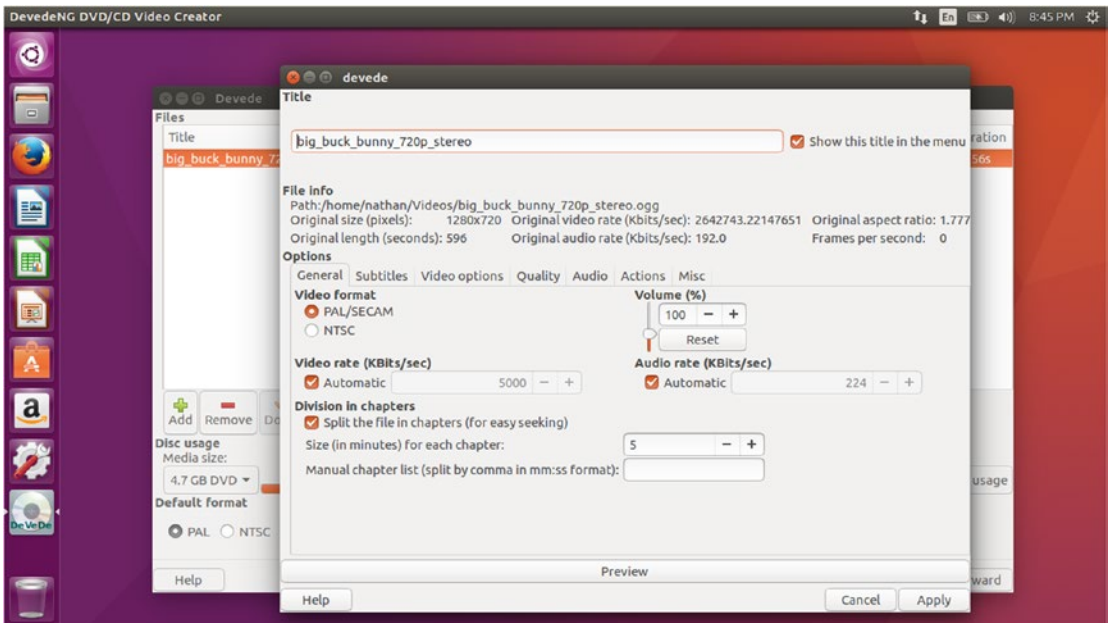 DevedeNG DVD/CD Video Creator En 8:45 PM
devede
Devede
Title
Files
Title
big_buck_bunny_720p_stereo Show this title in the menu
ration
big_buck_bunny_72 56s
File info
Path:/home/nathan/Videos/big_buck_bunny_720p_stereo.ogg
Original size (pixels): 1280x720 Original video rate (Kbits/sec): 2642743.22147651 Original aspect ratio: 1.777
Original length (seconds): 596 Original audio rate (Kbits/sec): 192.0 Frames per second: 0
Options
General Subtitles Video options Quality Audio Actions Misc
Video format Volume (%)
PAL/SECAM 100 − +
NTSC Reset
Video rate (KBits/sec) Audio rate (KBits/sec)
Automatic 5000 − + Automatic 224 − +
Division in chapters
Split the file in chapters (for easy seeking)
Size (in minutes) for each chapter: 5 − +
Manual chapter list (split by comma in mm:ss format):
Add Remove Do
Disc usage
Media size:
4.7 GB DVD usage
Default format
PAL NTSC
Preview
Help ward
Help Cancel Apply
A
a
DeVeDe